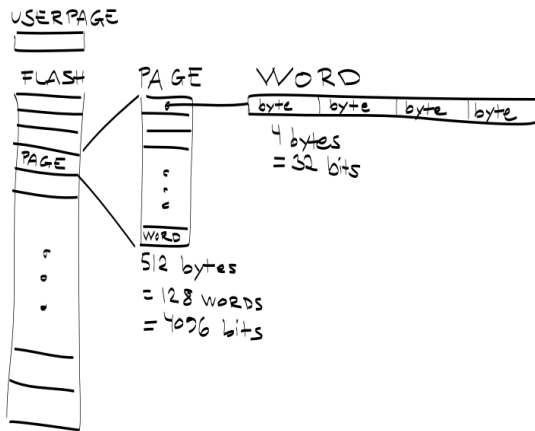 USERPAGE
FLASH
PAGE
PAGE
WORD
512 bytes
= 128 WORDS
= 4096 bits
WORD
byte byte byte byte
4 bytes
= 32 bits